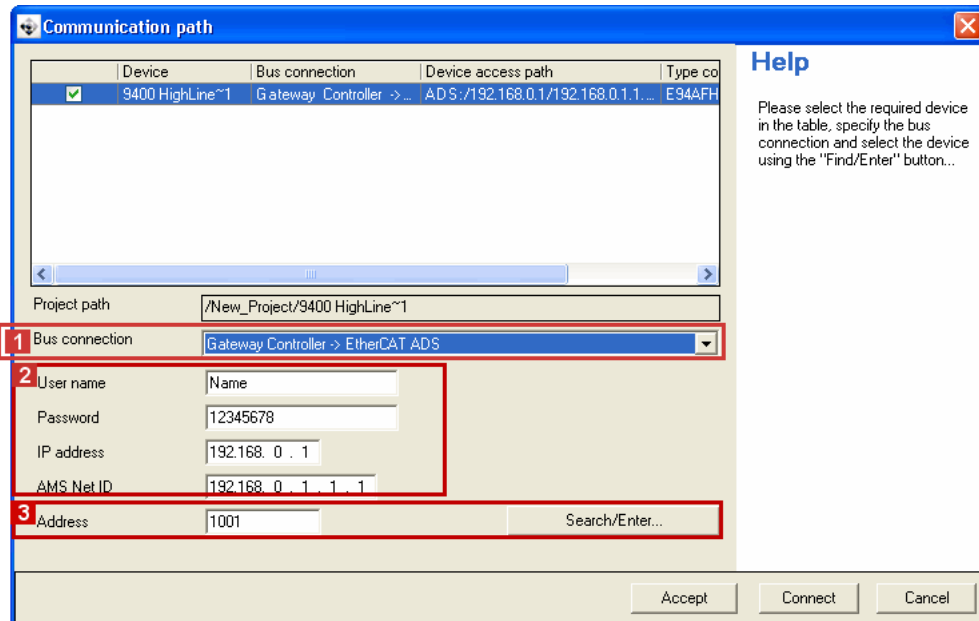 Communication path
Device Bus connection Device access path Type co
9400 HighLine~1 Gateway Controller ->... ADS:/192.168.0.1/192.168.0.1.1.... E94AFH
Help
Please select the required device
in the table, specify the bus
connection and select the device
using the "Find/Enter" button...
Project path /New_Project/9400 HighLine~1
1 Bus connection Gateway Controller -> EtherCAT ADS
2 User name Name
Password 12345678
IP address 192.168. 0 . 1
AMS Net ID 192.168. 0 . 1 . 1 . 1
3 Address 1001 Search/Enter...
Accept Connect Cancel